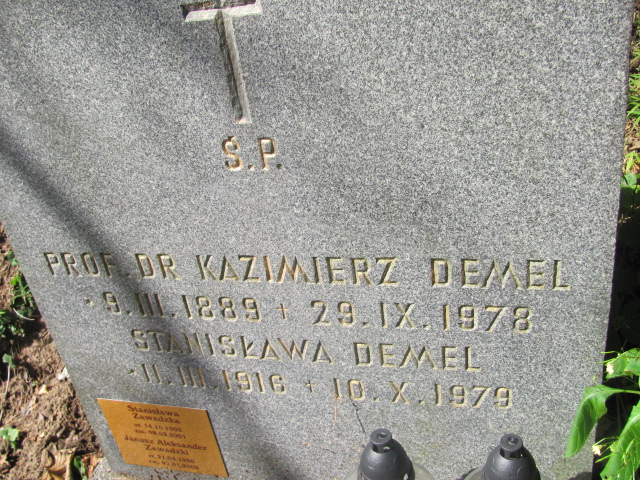 Ś.P.
PROF. DR KAZIMIERZ DEMEL
* 9.III.1889 + 29.IX.1978
STANISŁAWA DEMEL
* 11.III.1916 + 10.X.1979
Stanisława
Zawadzka
Janusz Aleksander
Zawadzki